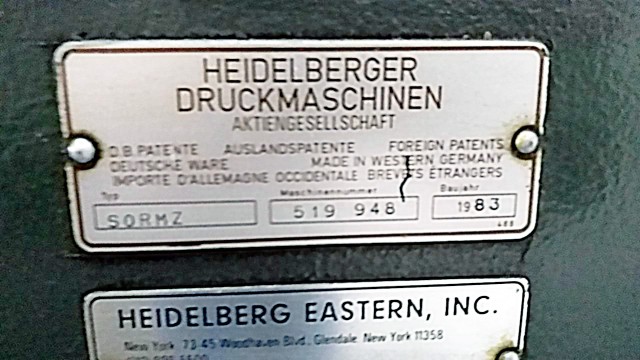 HEIDELBERGER
DRUCKMASCHINEN
AKTIENGESELLSCHAFT
D.B. PATENTE AUSLANDSPATENTE FOREIGN PATENTS
DEUTSCHE WARE MADE IN WESTERN GERMANY
IMPORTE D'ALLEMAGNE OCCIDENTALE BREVETS ÉTRANGERS
Typ Maschinennummer Baujahr
SORMZ 519 948 1983
HEIDELBERG EASTERN, INC.
New York 73-45 Woodhaven Blvd., Glendale, New York 11358